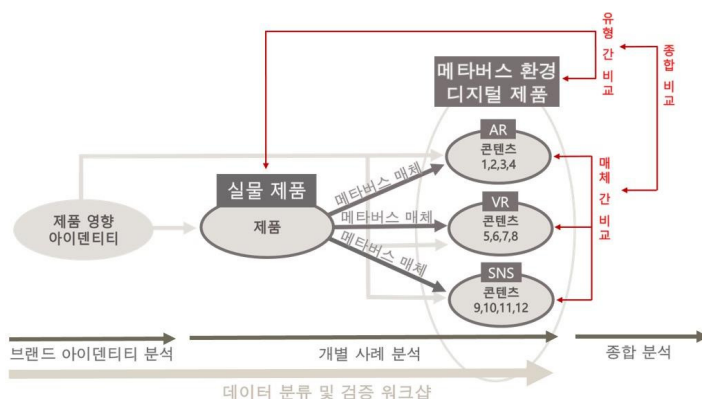 유형 간 비교
종합 비교
메타버스 환경
디지털 제품
AR
콘텐츠
1,2,3,4
매체 간 비교
실물 제품
메타버스 매체
제품 영향
아이덴티티
제품
메타버스 매체
VR
콘텐츠
5,6,7,8
메타버스 매체
SNS
콘텐츠
9,10,11,12
브랜드 아이덴티티 분석
개별 사례 분석
종합 분석
데이터 분류 및 검증 워크샵